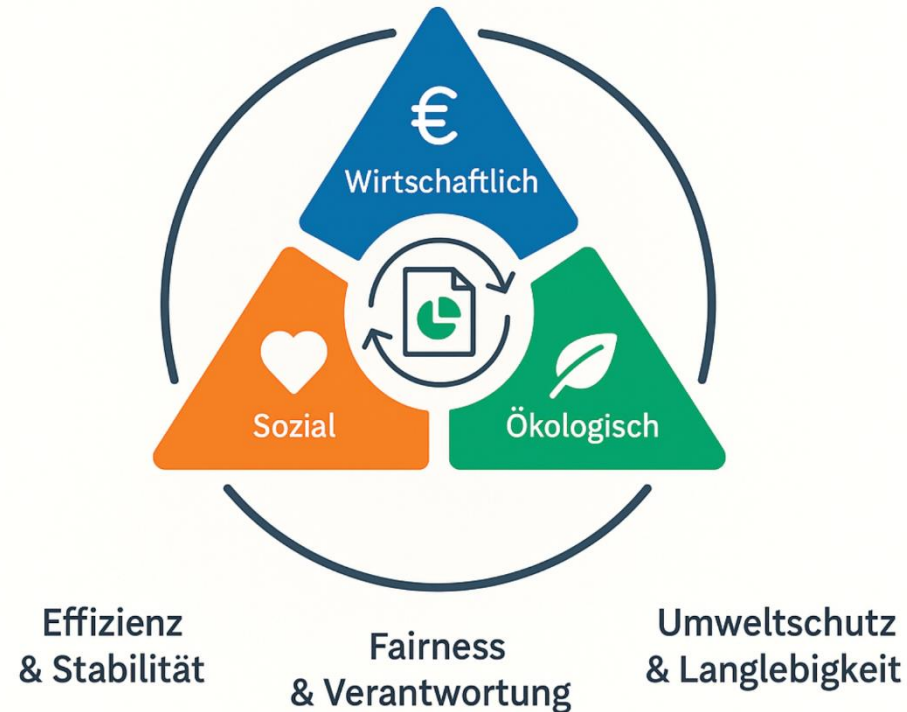 €
Wirtschaftlich
Sozial
Ökologisch
Effizienz
& Stabilität
Fairness
& Verantwortung
Umweltschutz
& Langlebigkeit